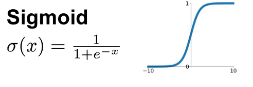 Sigmoid
σ(x) = 1/(1+e^{-x})
1
0
-10
10